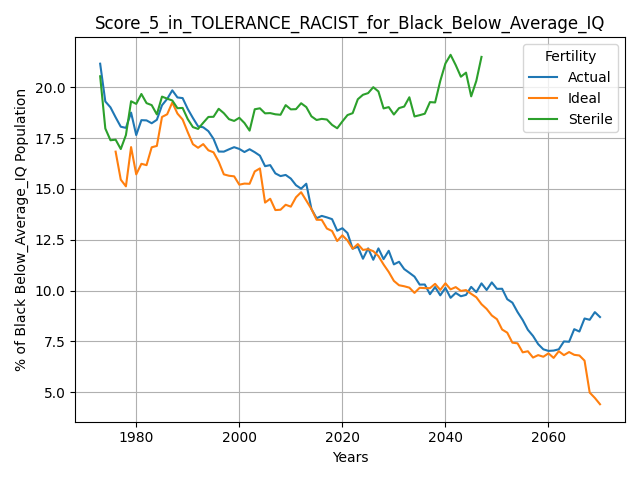 Score_5_in_TOLERANCE_RACIST_for_Black_Below_Average_IQ
% of Black Below_Average_IQ Population
20.0
17.5
15.0
12.5
10.0
7.5
5.0
Fertility
Actual
Ideal
Sterile
1980
2000
2020
2040
2060
Years